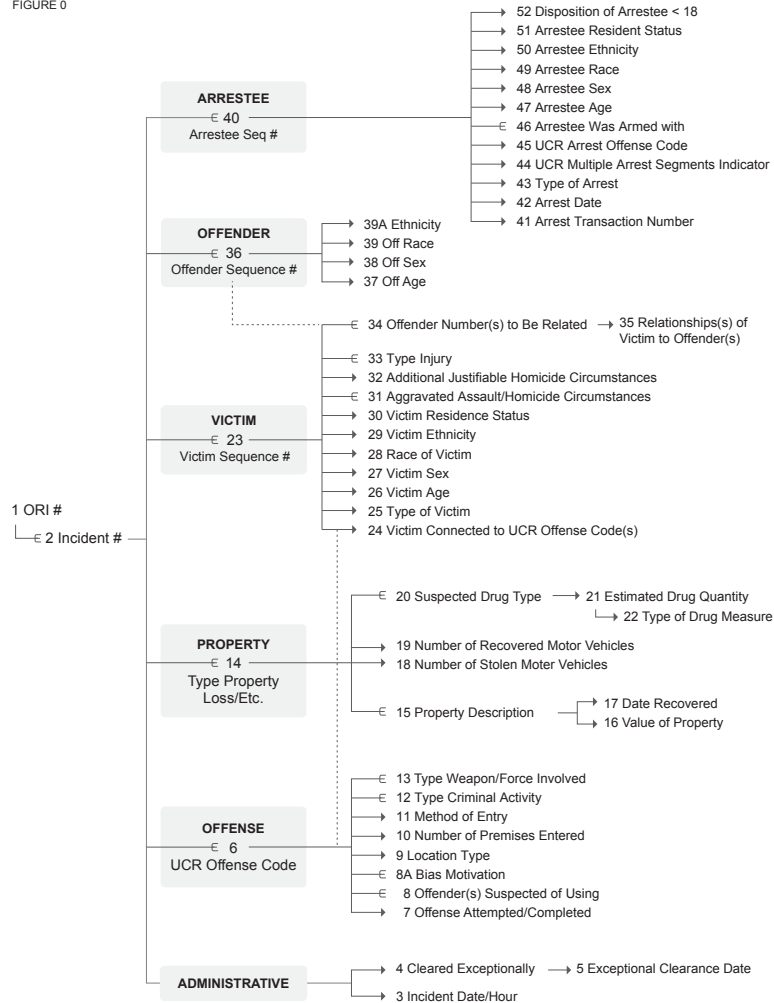 FIGURE 0
52 Disposition of Arrestee < 18
51 Arrestee Resident Status
50 Arrestee Ethnicity
49 Arrestee Race
48 Arrestee Sex
47 Arrestee Age
46 Arrestee Was Armed with
45 UCR Arrest Offense Code
44 UCR Multiple Arrest Segments Indicator
43 Type of Arrest
42 Arrest Date
41 Arrest Transaction Number
ARRESTEE
∈ 40
Arrestee Seq #
OFFENDER
∈ 36
Offender Sequence #
39A Ethnicity
39 Off Race
38 Off Sex
37 Off Age
34 Offender Number(s) to Be Related
35 Relationships(s) of
Victim to Offender(s)
33 Type Injury
32 Additional Justifiable Homicide Circumstances
31 Aggravated Assault/Homicide Circumstances
30 Victim Residence Status
29 Victim Ethnicity
28 Race of Victim
27 Victim Sex
26 Victim Age
25 Type of Victim
24 Victim Connected to UCR Offense Code(s)
VICTIM
∈ 23
Victim Sequence #
1 ORI #
∈ 2 Incident #
20 Suspected Drug Type
21 Estimated Drug Quantity
22 Type of Drug Measure
19 Number of Recovered Motor Vehicles
18 Number of Stolen Moter Vehicles
15 Property Description
17 Date Recovered
16 Value of Property
PROPERTY
∈ 14
Type Property
Loss/Etc.
13 Type Weapon/Force Involved
12 Type Criminal Activity
11 Method of Entry
10 Number of Premises Entered
9 Location Type
8A Bias Motivation
8 Offender(s) Suspected of Using
7 Offense Attempted/Completed
OFFENSE
∈ 6
UCR Offense Code
ADMINISTRATIVE
4 Cleared Exceptionally
5 Exceptional Clearance Date
3 Incident Date/Hour